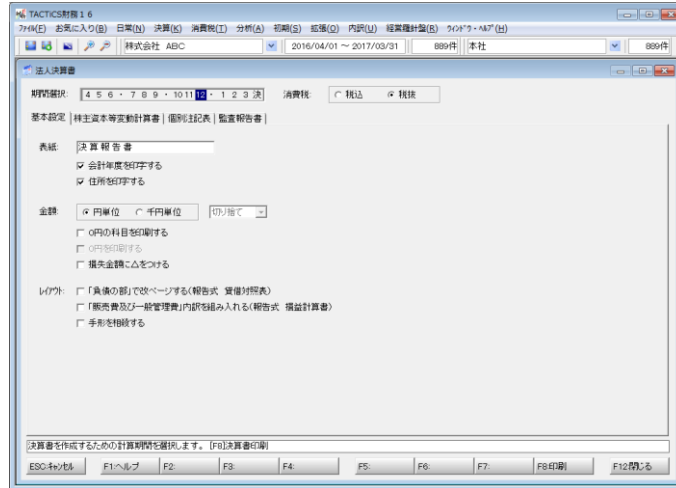 TACTiCS財務16
ファイル(F) お気に入り(B) 日常(N) 決算(K) 消費税(T) 分析(A) 初期(S) 拡張(O) 内訳(U) 経営羅針盤(R) ウインドウ・ヘルプ(H)
株式会社 ABC 2016/04/01 ～ 2017/03/31 889件 本社 889件
法人決算書
期間選択: 4 5 6 ・ 7 8 9 ・ 10 11 12 ・ 1 2 3 決 消費税: 税込 税抜
基本設定 株主資本等変動計算書 個別注記表 監査報告書
表紙: 決 算 報 告 書
会計年度を印字する
住所を印字する
金額: 円単位 千円単位 切り捨て
0円の科目を印刷する
0円を印刷する
損失金額に△をつける
レイアウト: 「負債の部」で改ページする(報告式 貸借対照表)
「販売費及び一般管理費」内訳を組み入れる(報告式 損益計算書)
手形を相殺する
決算書を作成するための計算期間を選択します。 [F8]決算書印刷
ESC:キャンセル F1:ヘルプ F2: F3: F4: F5: F6: F7: F8:印刷 F12:閉じる